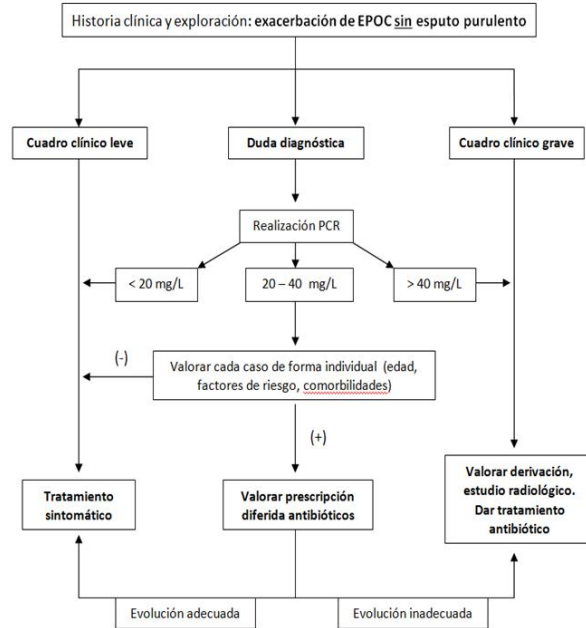 Historia clínica y exploración: exacerbación de EPOC sin esputo purulento
Cuadro clínico leve
Duda diagnóstica
Cuadro clínico grave
Realización PCR
< 20 mg/L
20 – 40 mg/L
> 40 mg/L
(-)
Valorar cada caso de forma individual (edad,
factores de riesgo, comorbilidades)
(+)
Tratamiento
sintomático
Valorar prescripción
diferida antibióticos
Valorar derivación,
estudio radiológico.
Dar tratamiento
antibiótico
Evolución adecuada
Evolución inadecuada